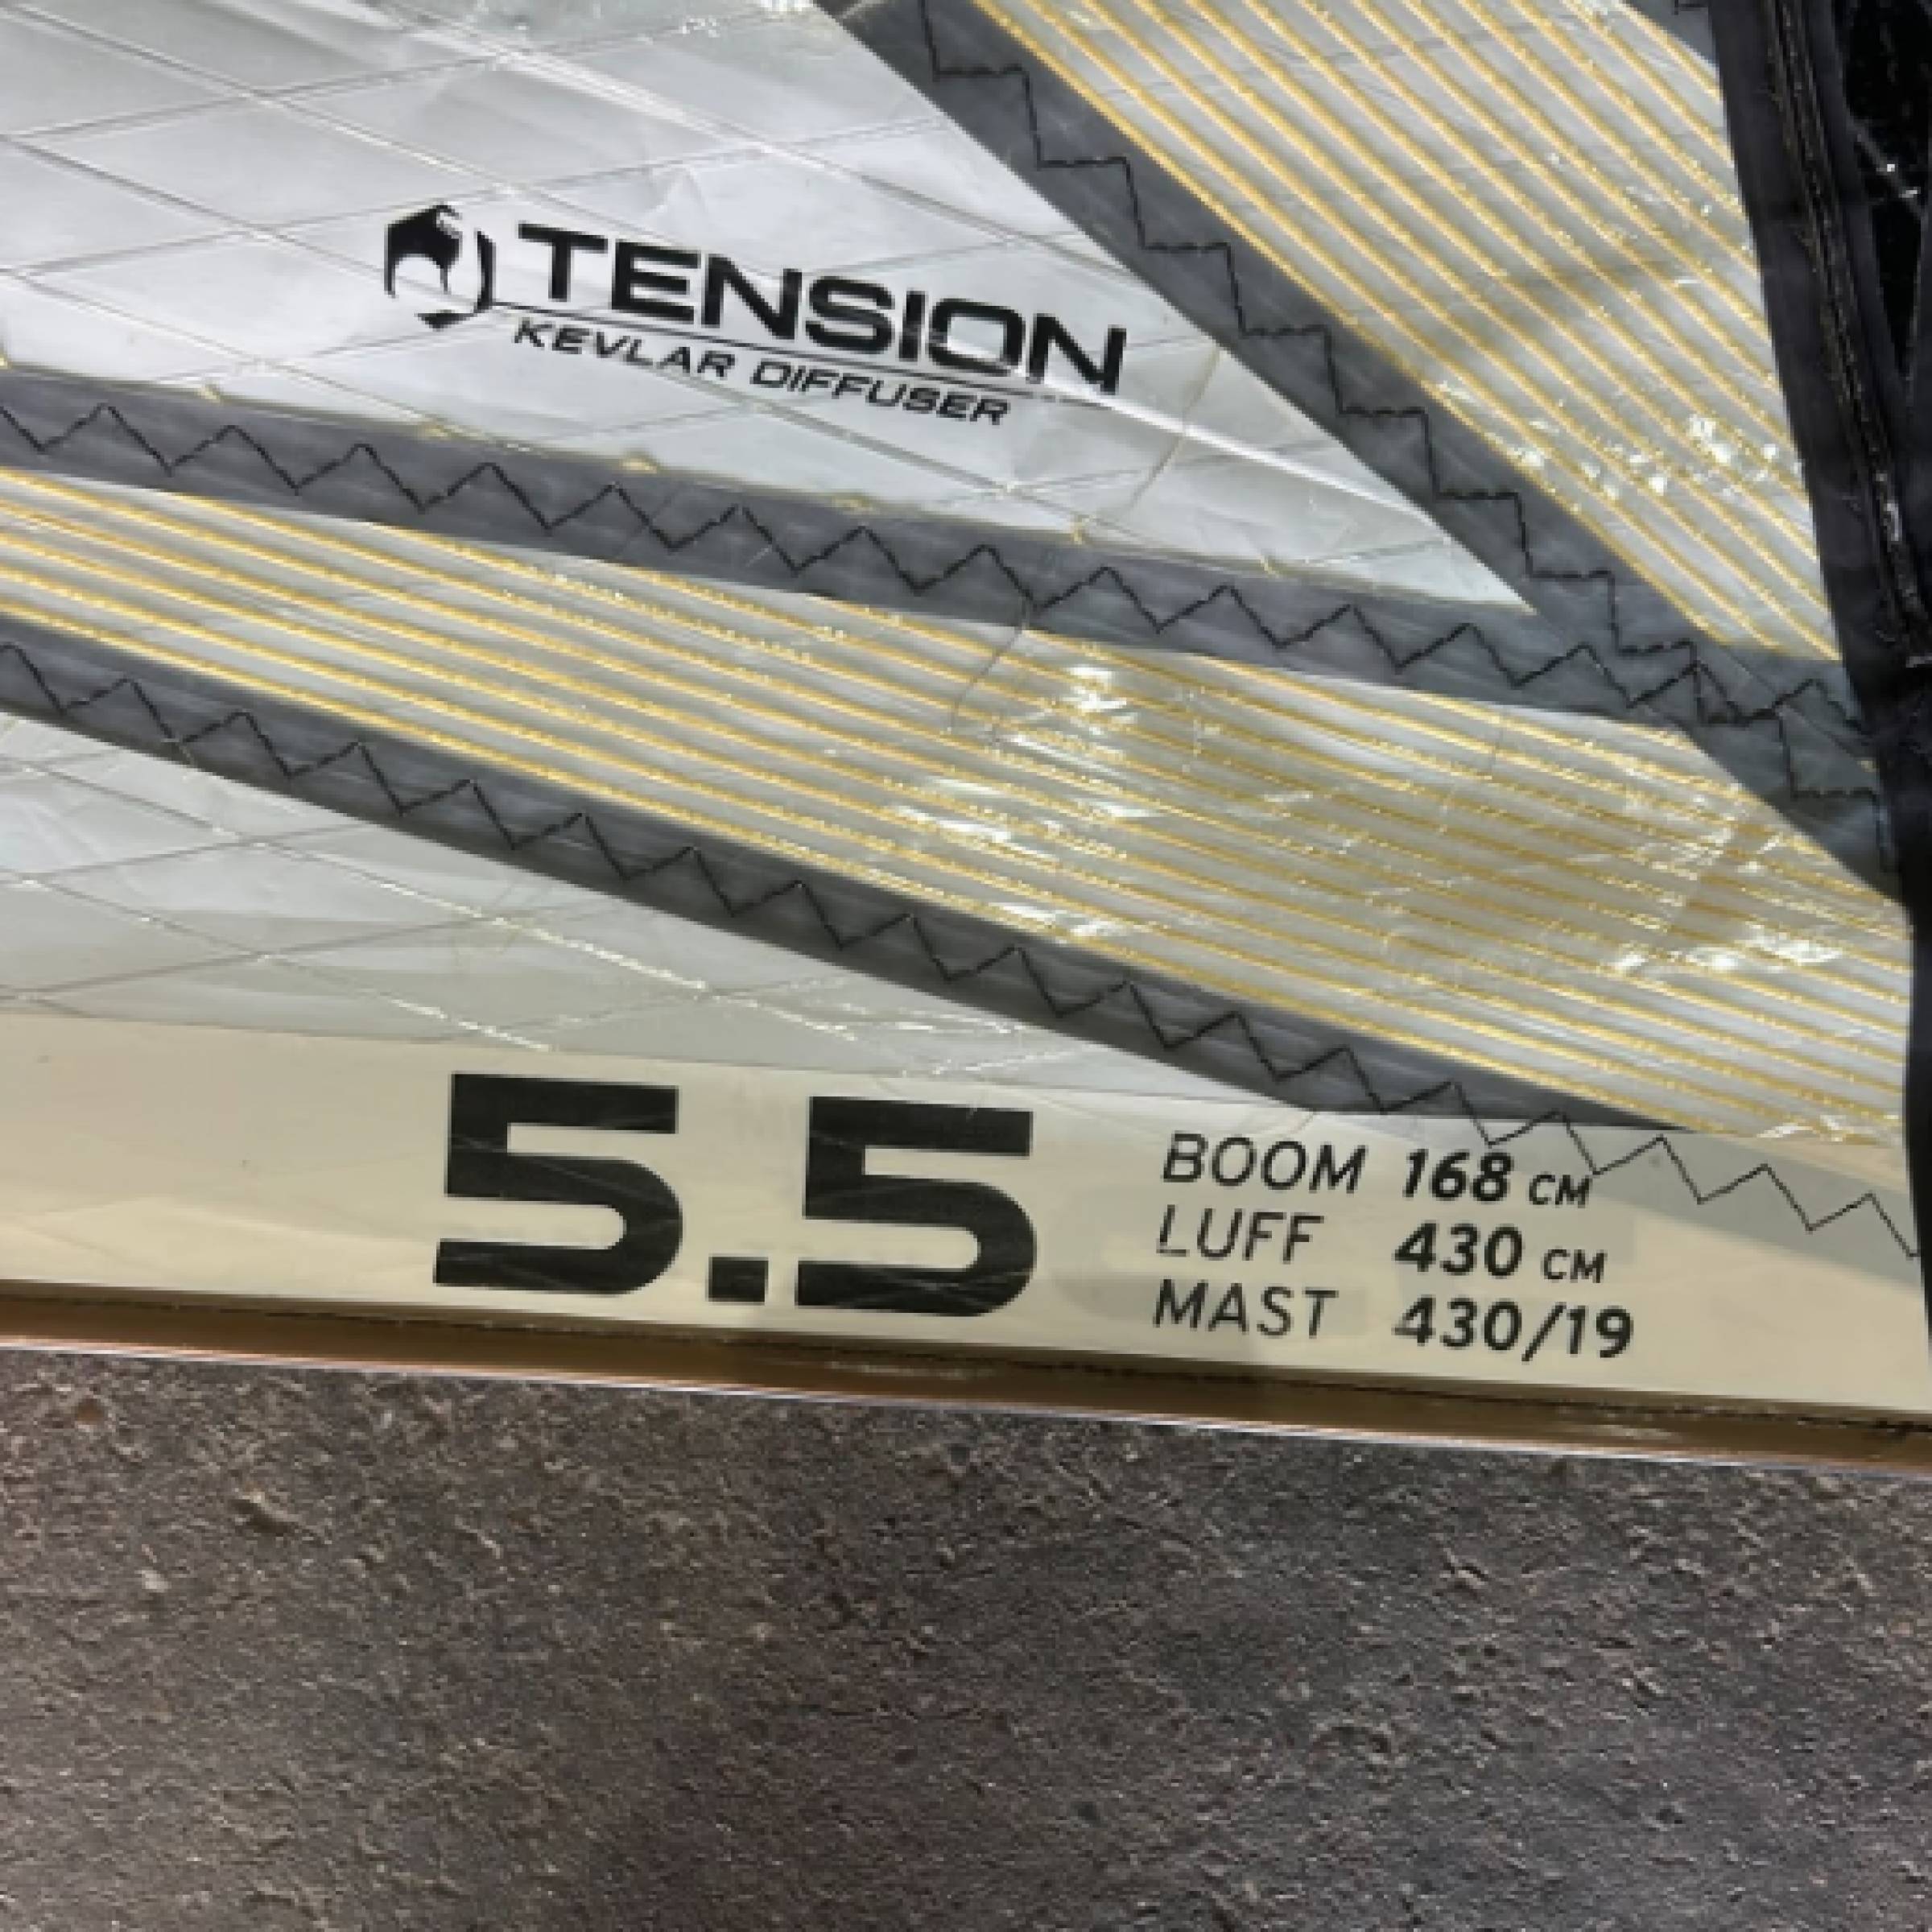 TENSION
KEVLAR DIFFUSER
5.5
BOOM 168 CM
LUFF 430 CM
MAST 430/19